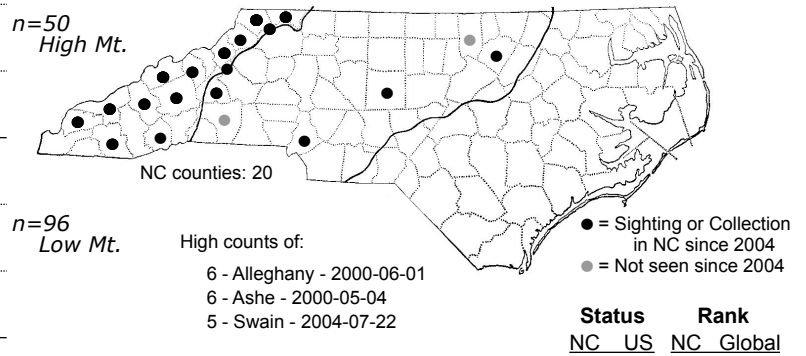 n=50
High Mt.
NC counties: 20
n=96
Low Mt.
High counts of:
6 - Alleghany - 2000-06-01
6 - Ashe - 2000-05-04
5 - Swain - 2004-07-22
= Sighting or Collection
in NC since 2004
= Not seen since 2004
Status Rank
NC US NC Global